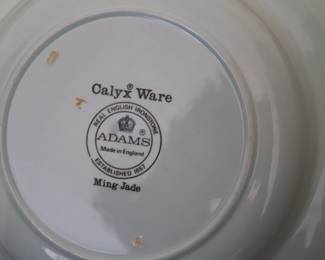 Calyx® Ware
REAL ENGLISH IRONSTONE
ADAMS®
Made in England
ESTABLISHED 1657
Ming Jade